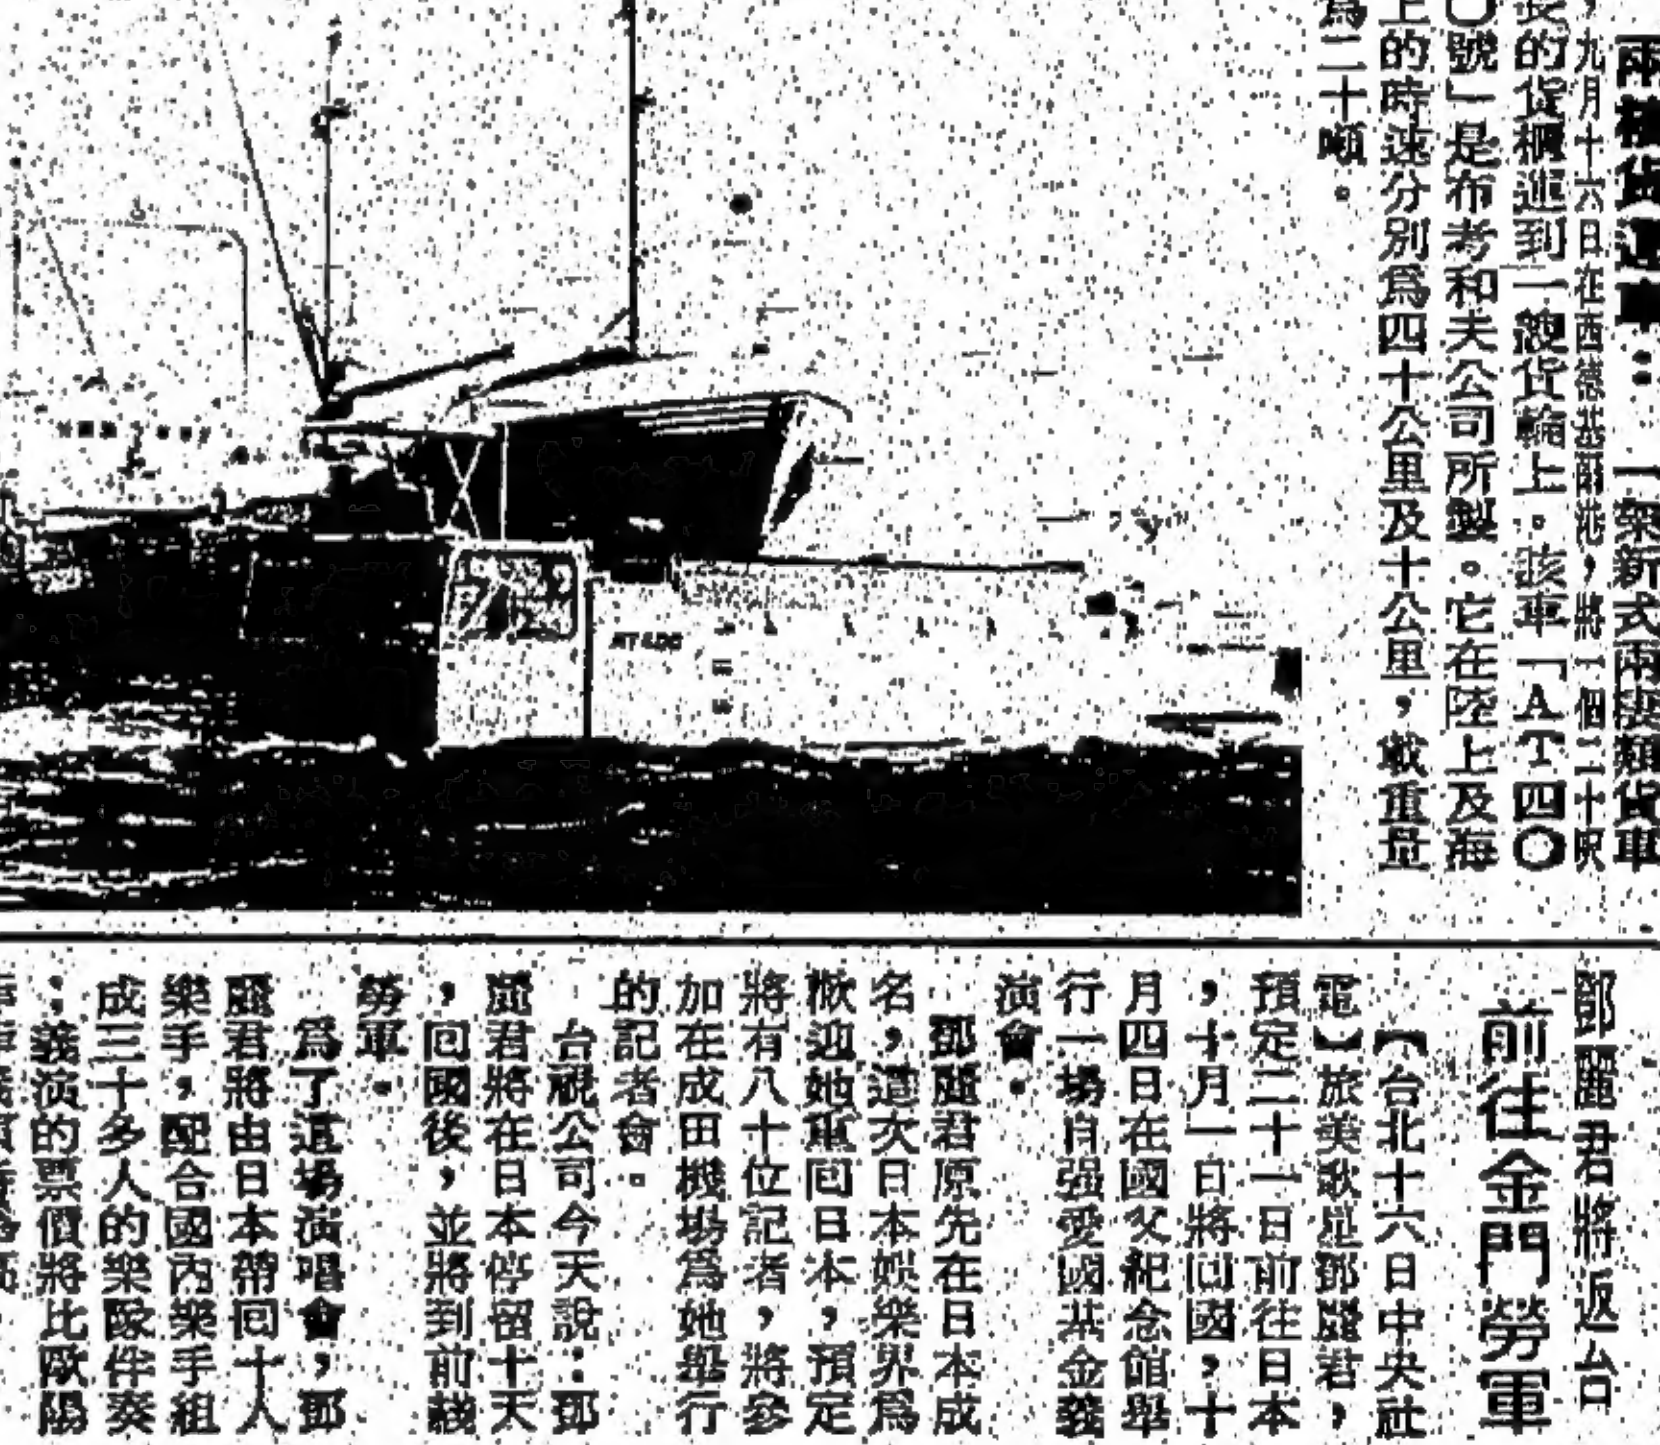 兩棲貨運車：一架新式兩棲類貨車
，九月十六日在西德基爾港，將一個二十呎
長的貨櫃運到一艘貨輪上。該車「AT四〇
〇號」是布考和夫公司所製。它在陸上及海
上的時速分別爲四十公里及十公里，載重量
爲二十噸。
AT400
鄧麗君將返台
前往金門勞軍
【台北十六日中央社
電】旅美歌星鄧麗君，
預定二十一日前往日本
，十月一日將回國，十
月四日在國父紀念館舉
行一場自强愛國基金義
演會。
鄧麗君原先在日本成
名，這次日本娛樂界爲
歡迎她重回日本，預定
將有八十位記者，將參
加在成田機場爲她舉行
的記者會。
台視公司今天說：鄧
麗君將在日本停留十天
，回國後，並將到前綫
勞軍。
爲了這場演唱會，鄧
麗君將由日本帶回十人
樂手，配合國內樂手組
成三十多人的樂隊伴奏
；義演的票價將比歐陽